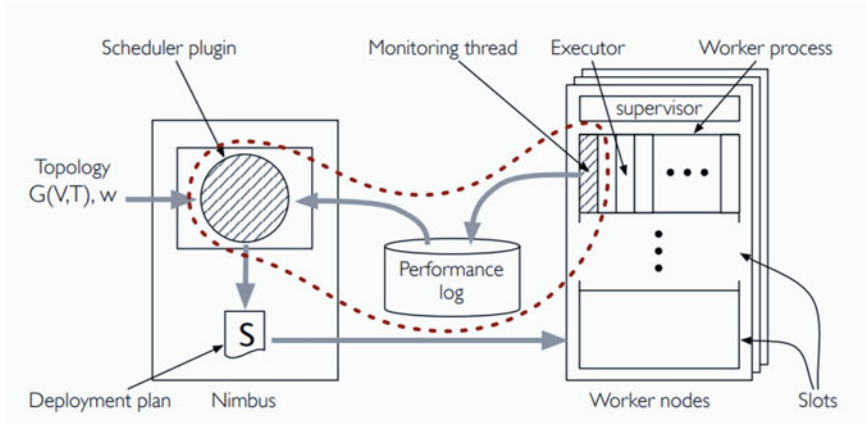 Scheduler plugin
Monitoring thread
Executor
Worker process
supervisor
Topology
G(V,T), w
Performance
log
S
Deployment plan
Nimbus
Worker nodes
Slots